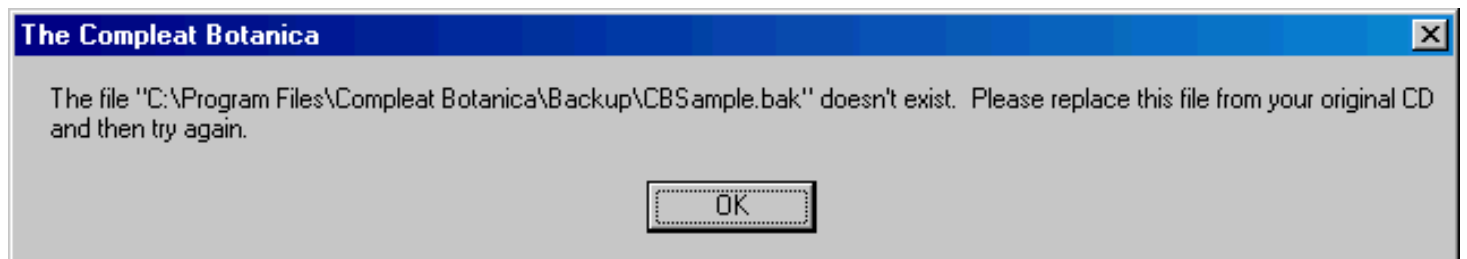 The Compleat Botanica
The file "C:\Program Files\Compleat Botanica\Backup\CBSample.bak" doesn't exist.  Please replace this file from your original CD
and then try again.
OK